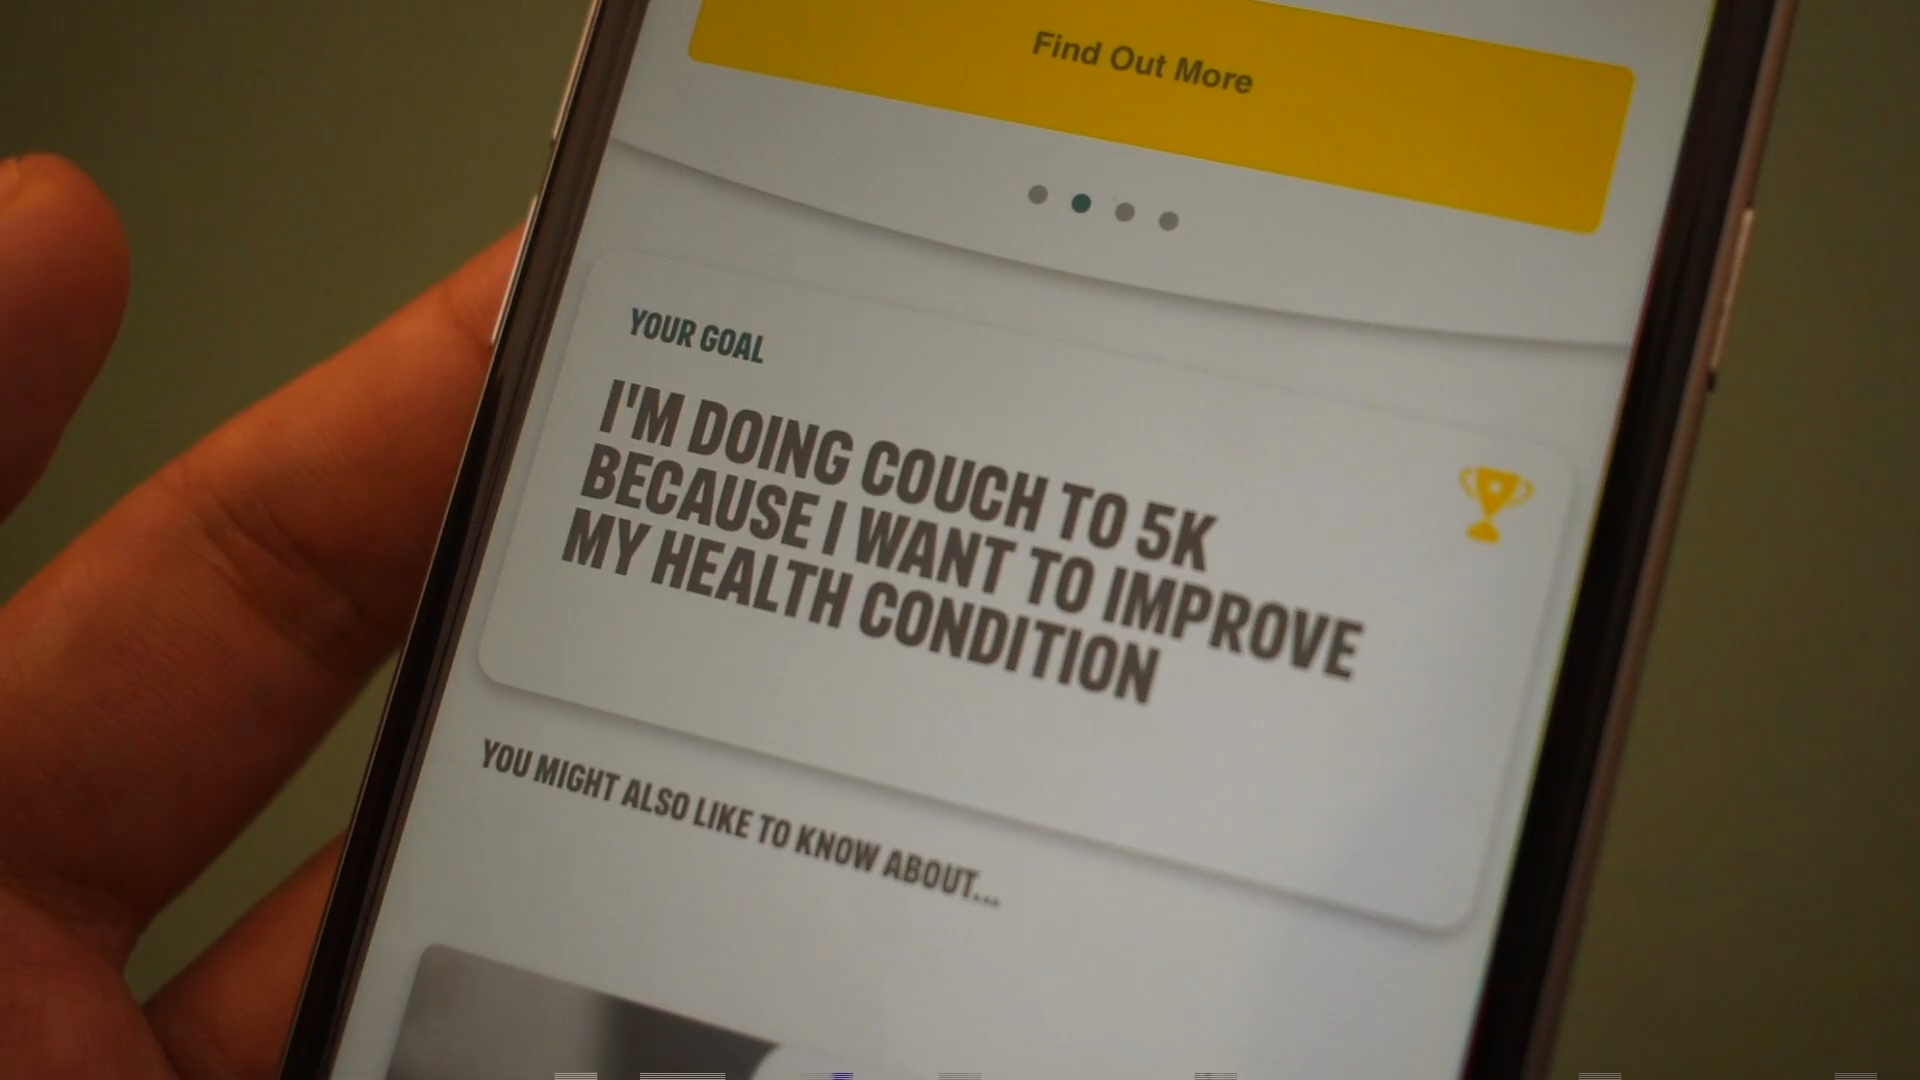 Find Out More
YOUR GOAL
I'M DOING COUCH TO 5K
BECAUSE I WANT TO IMPROVE
MY HEALTH CONDITION
YOU MIGHT ALSO LIKE TO KNOW ABOUT...